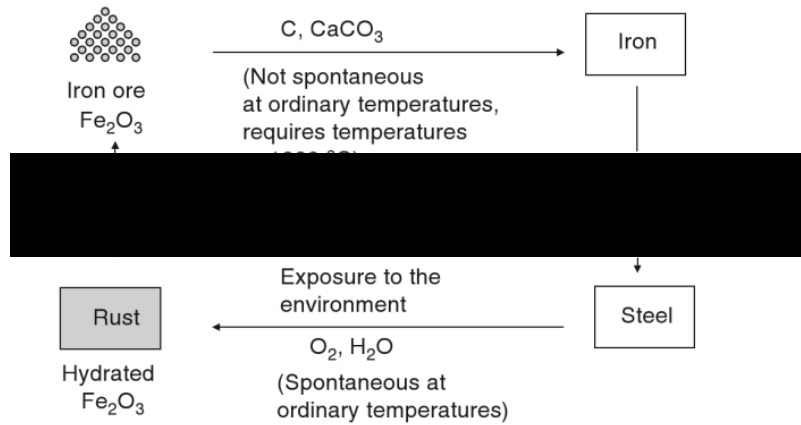 C, CaCO₃
Iron
Iron ore
Fe₂O₃
(Not spontaneous
at ordinary temperatures,
requires temperatures
Exposure to the
environment
Rust
Steel
O₂, H₂O
Hydrated
Fe₂O₃
(Spontaneous at
ordinary temperatures)